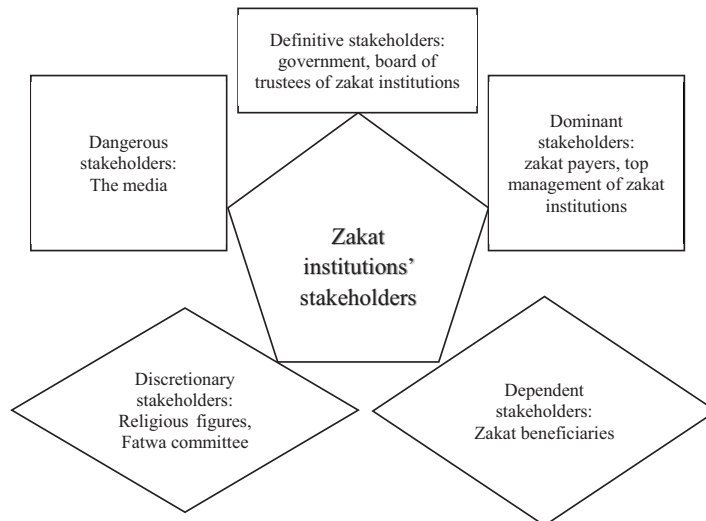 Definitive stakeholders:
government, board of
trustees of zakat institutions
Dangerous
stakeholders:
The media
Dominant
stakeholders:
zakat payers, top
management of zakat
institutions
Zakat
institutions’
stakeholders
Discretionary
stakeholders:
Religious figures,
Fatwa committee
Dependent
stakeholders:
Zakat beneficiaries